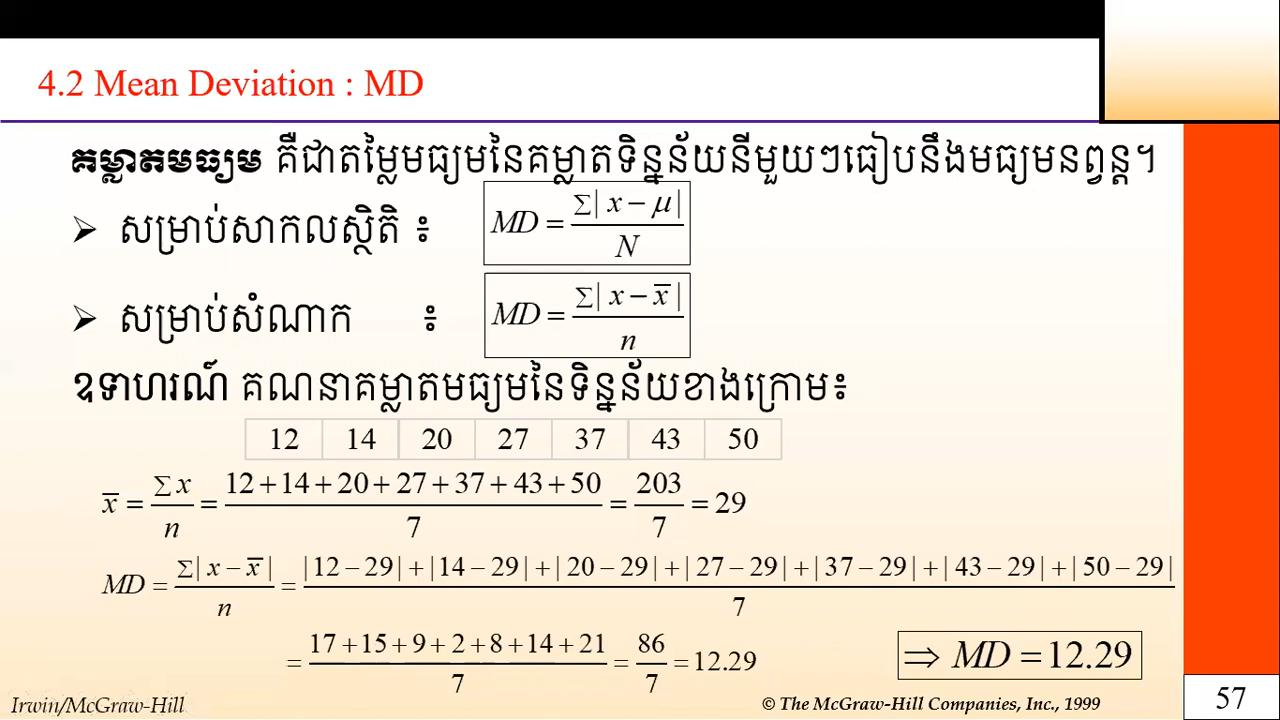 4.2 Mean Deviation : MD
គម្លាតមធ្យម គឺជាតម្លៃមធ្យមនៃគម្លាតទិន្នន័យនីមួយៗធៀបនឹងមធ្យមនព្វន្ត។
➢ សម្រាប់សាកលស្ថិតិ ៖ MD = Σ| x − μ | / N
➢ សម្រាប់សំណាក ៖ MD = Σ| x − x̄ | / n
ឧទាហរណ៍ គណនាគម្លាតមធ្យមនៃទិន្នន័យខាងក្រោម៖
12 14 20 27 37 43 50
x̄ = Σx / n = (12 + 14 + 20 + 27 + 37 + 43 + 50) / 7 = 203 / 7 = 29
MD = Σ| x − x̄ | / n = (| 12 − 29 | + | 14 − 29 | + | 20 − 29 | + | 27 − 29 | + | 37 − 29 | + | 43 − 29 | + | 50 − 29 |) / 7
= (17 + 15 + 9 + 2 + 8 + 14 + 21) / 7 = 86 / 7 = 12.29 ⇒ MD = 12.29
Irwin/McGraw-Hill © The McGraw-Hill Companies, Inc., 1999 57